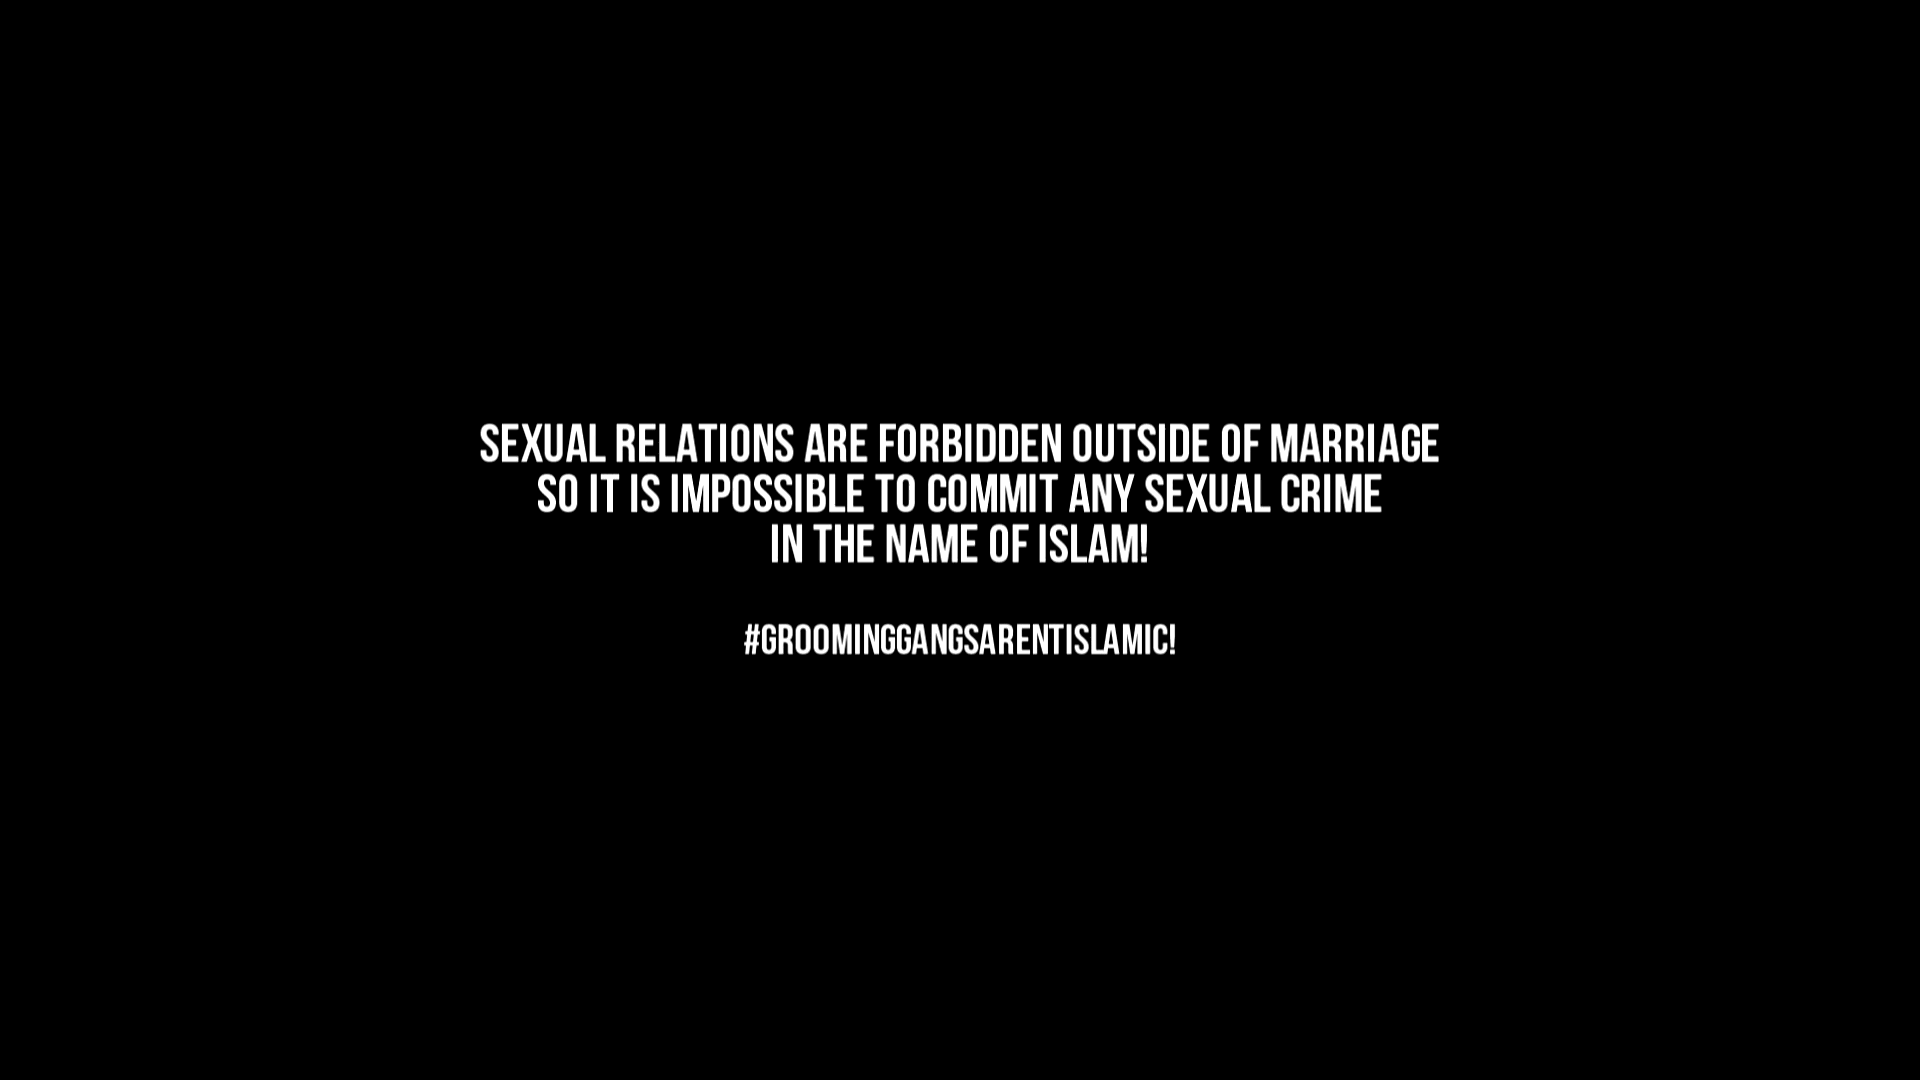 SEXUAL RELATIONS ARE FORBIDDEN OUTSIDE OF MARRIAGE
SO IT IS IMPOSSIBLE TO COMMIT ANY SEXUAL CRIME
IN THE NAME OF ISLAM!
#GROOMINGGANGSARENTISLAMIC!